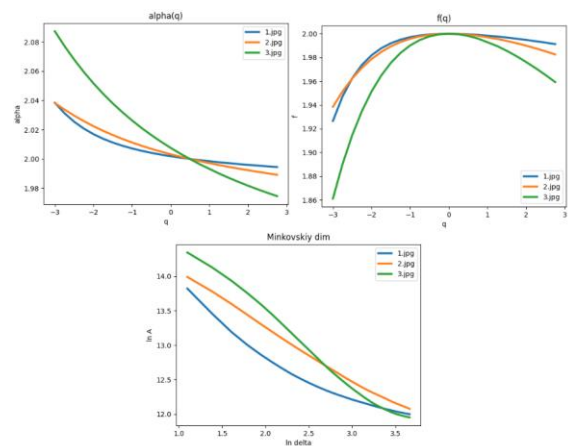 alpha(q)
1.jpg
2.jpg
3.jpg
2.08
2.06
2.04
2.02
2.00
1.98
alpha
−3 −2 −1 0 1 2 3
q
f(q)
2.00
1.98
1.96
1.94
1.92
1.90
1.88
1.86
f
1.jpg
2.jpg
3.jpg
−3 −2 −1 0 1 2 3
q
Minkovskiy dim
1.jpg
2.jpg
3.jpg
14.0
13.5
13.0
12.5
12.0
ln A
1.0 1.5 2.0 2.5 3.0 3.5
ln delta